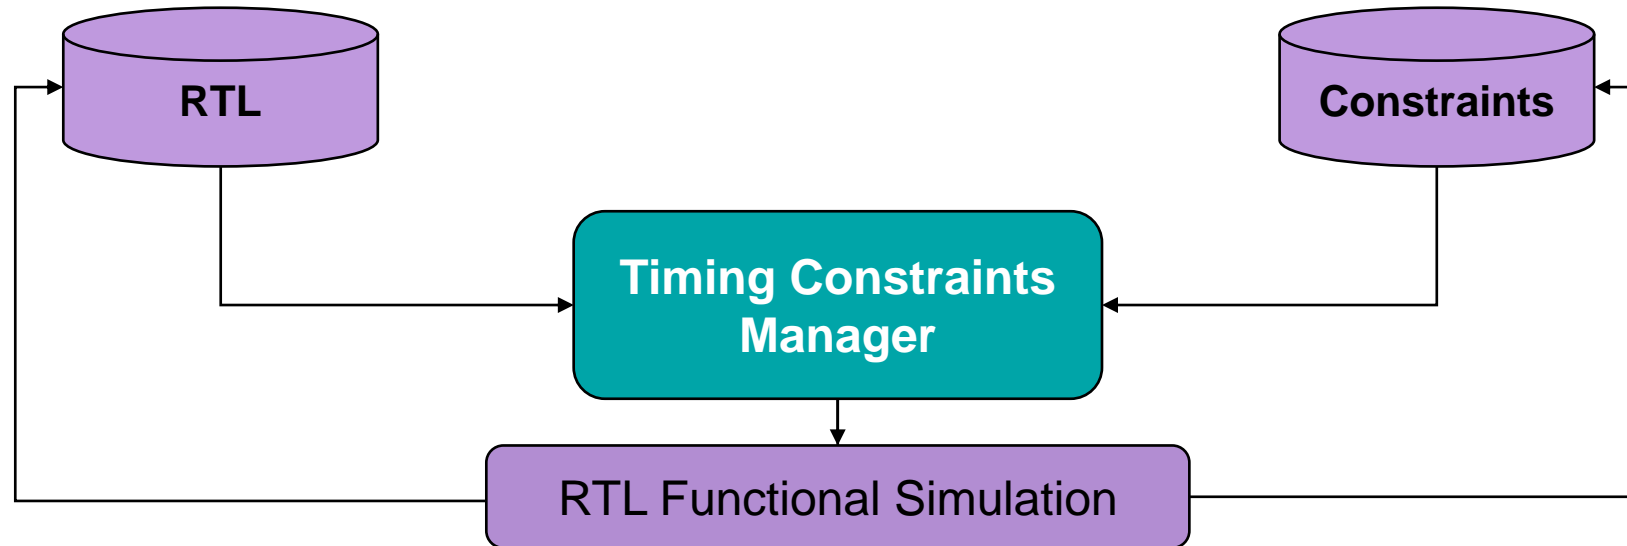 RTL
Constraints
Timing Constraints
Manager
RTL Functional Simulation